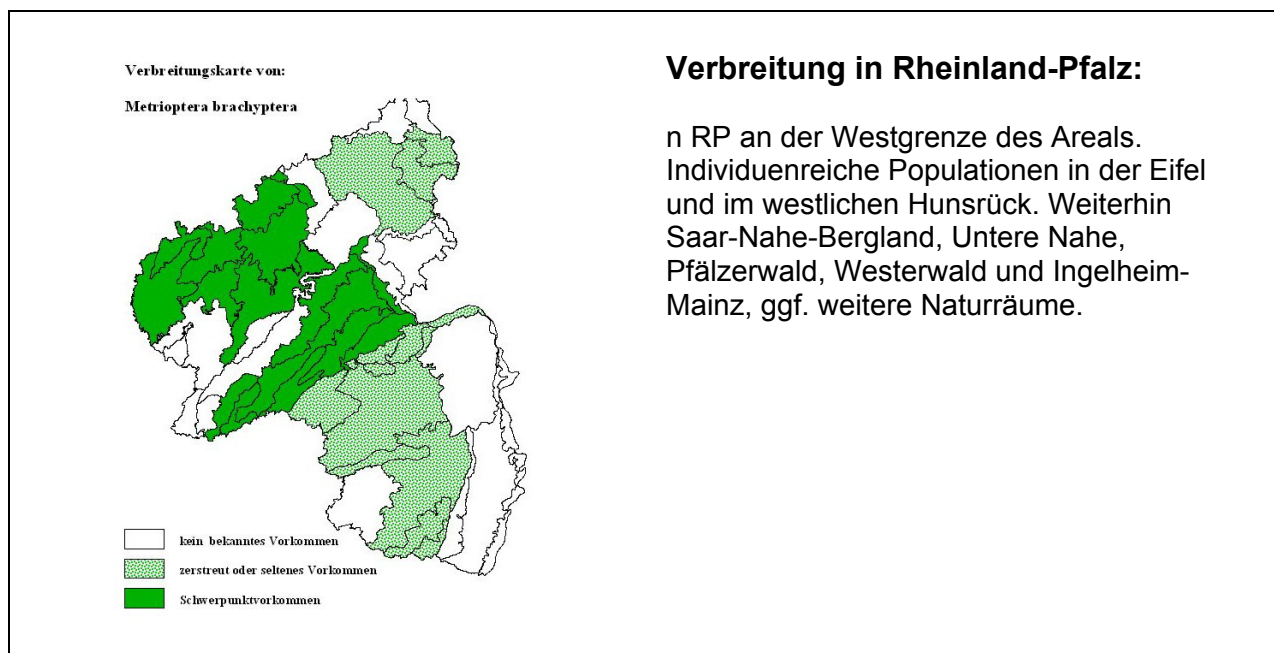 Verbreitungskarte von:
Metrioptera brachyptera
kein bekanntes Vorkommen
zerstreut oder seltenes Vorkommen
Schwerpunktvorkommen
Verbreitung in Rheinland-Pfalz:
n RP an der Westgrenze des Areals.
Individuenreiche Populationen in der Eifel
und im westlichen Hunsrück. Weiterhin
Saar-Nahe-Bergland, Untere Nahe,
Pfälzerwald, Westerwald und Ingelheim-
Mainz, ggf. weitere Naturräume.